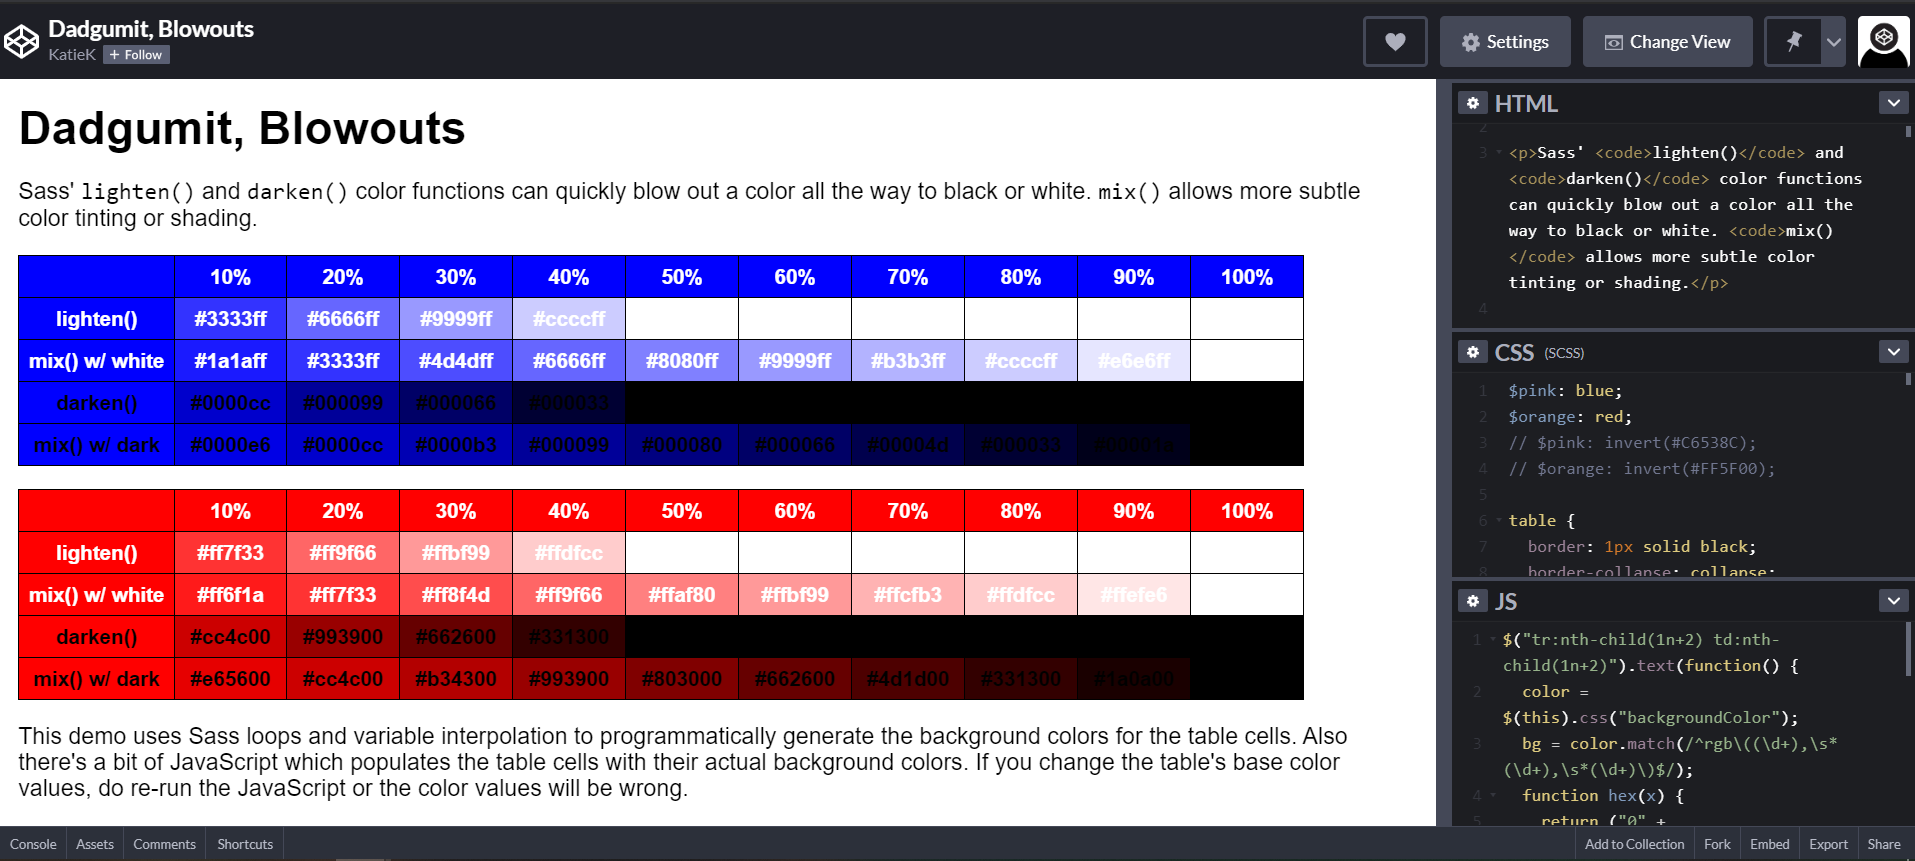 Dadgumit, Blowouts
KatieK + Follow
Settings
Change View
Dadgumit, Blowouts
Sass' lighten() and darken() color functions can quickly blow out a color all the way to black or white. mix() allows more subtle
color tinting or shading.
10% 20% 30% 40% 50% 60% 70% 80% 90% 100%
lighten() #3333ff #6666ff #9999ff #ccccff
mix() w/ white #1a1aff #3333ff #4d4dff #6666ff #8080ff #9999ff #b3b3ff #ccccff #e6e6ff
darken() #0000cc #000099 #000066 #000033
mix() w/ dark #0000e6 #0000cc #0000b3 #000099 #000080 #000066 #00004d #000033 #00001a
10% 20% 30% 40% 50% 60% 70% 80% 90% 100%
lighten() #ff7f33 #ff9f66 #ffbf99 #ffdfcc
mix() w/ white #ff6f1a #ff7f33 #ff8f4d #ff9f66 #ffaf80 #ffbf99 #ffcfb3 #ffdfcc #ffefe6
darken() #cc4c00 #993900 #662600 #331300
mix() w/ dark #e65600 #cc4c00 #b34300 #993900 #803000 #662600 #4d1d00 #331300 #1a0a00
This demo uses Sass loops and variable interpolation to programmatically generate the background colors for the table cells. Also
there's a bit of JavaScript which populates the table cells with their actual background colors. If you change the table's base color
values, do re-run the JavaScript or the color values will be wrong.
HTML
2
3 <p>Sass' <code>lighten()</code> and
<code>darken()</code> color functions
can quickly blow out a color all the
way to black or white. <code>mix()
</code> allows more subtle color
tinting or shading.</p>
4
CSS (SCSS)
1 $pink: blue;
2 $orange: red;
3 // $pink: invert(#C6538C);
4 // $orange: invert(#FF5F00);
5
6 table {
7 border: 1px solid black;
8 border-collapse: collapse;
JS
1 $("tr:nth-child(1n+2) td:nth-
child(1n+2)").text(function() {
2 color =
$(this).css("backgroundColor");
3 bg = color.match(/^rgb\((\d+),\s*
(\d+),\s*(\d+)\)$/);
4 function hex(x) {
5 return ("0" +
Console Assets Comments Shortcuts
Add to Collection Fork Embed Export Share